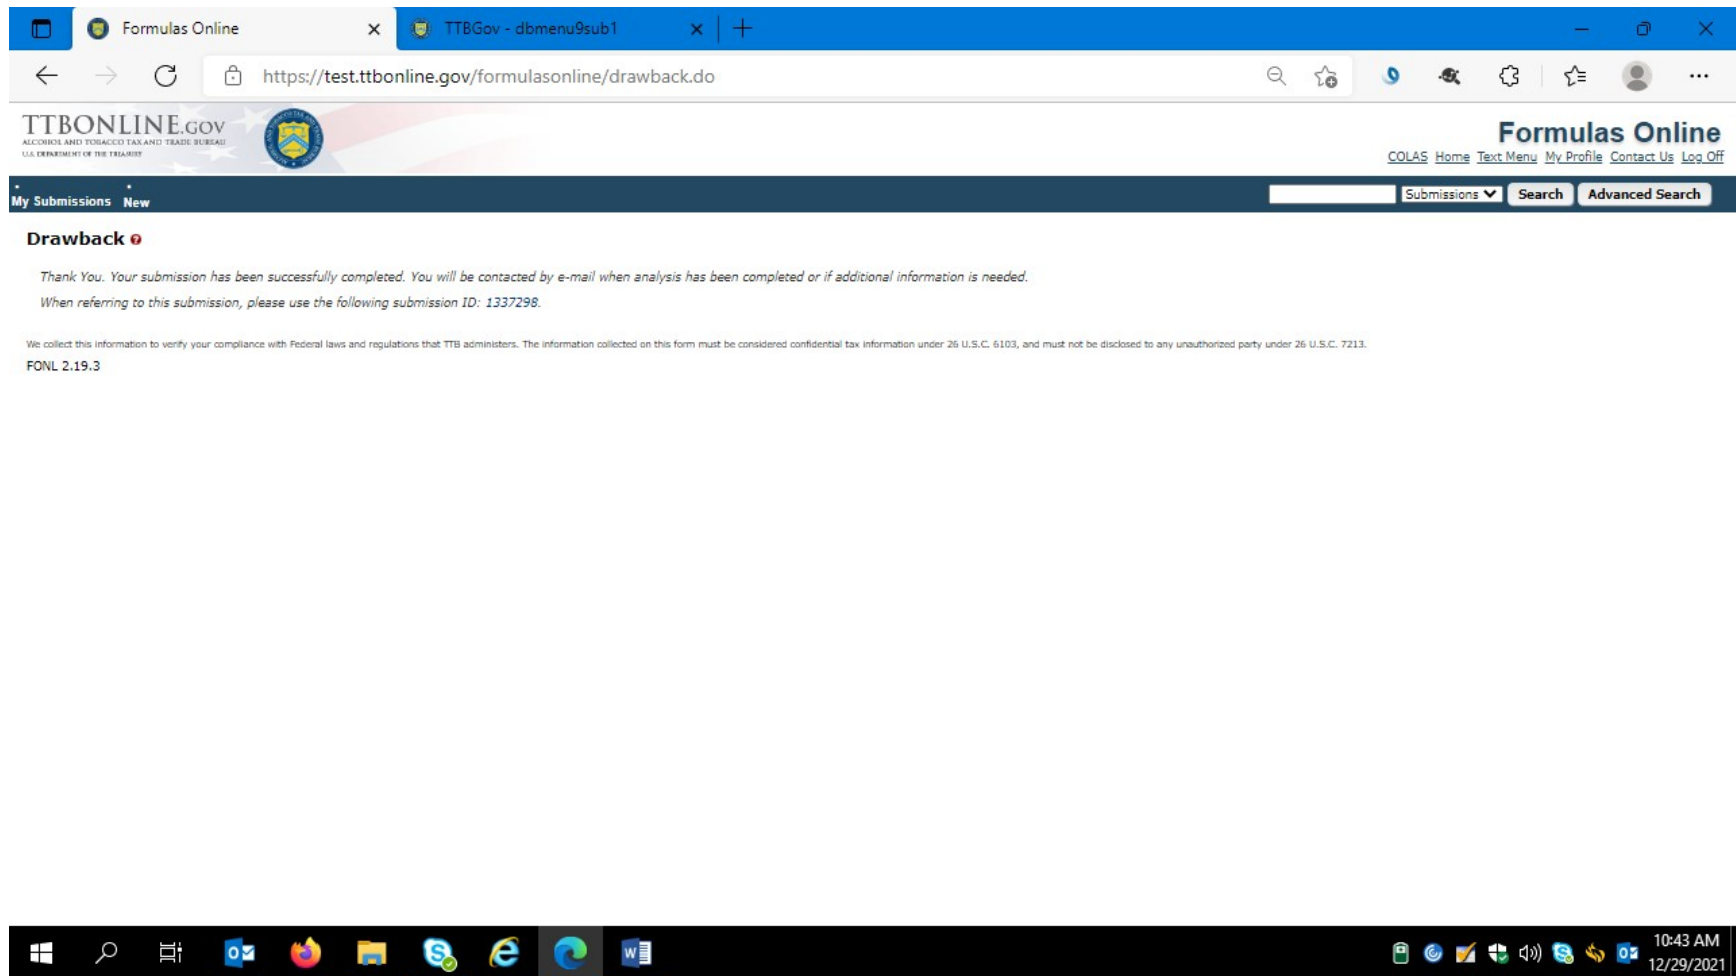 Formulas Online
TTBGov - dbmenu9sub1
https://test.ttbonline.gov/formulasonline/drawback.do
TTBONLINE.GOV
ALCOHOL AND TOBACCO TAX AND TRADE BUREAU
U.S. DEPARTMENT OF THE TREASURY
Formulas Online
COLAS Home Text Menu My Profile Contact Us Log Off
My Submissions New
Submissions Search Advanced Search
Drawback
Thank You. Your submission has been successfully completed. You will be contacted by e-mail when analysis has been completed or if additional information is needed.
When referring to this submission, please use the following submission ID: 1337298.
We collect this information to verify your compliance with Federal laws and regulations that TTB administers. The information collected on this form must be considered confidential tax information under 26 U.S.C. 6103, and must not be disclosed to any unauthorized party under 26 U.S.C. 7213.
FONL 2.19.3
10:43 AM
12/29/2021